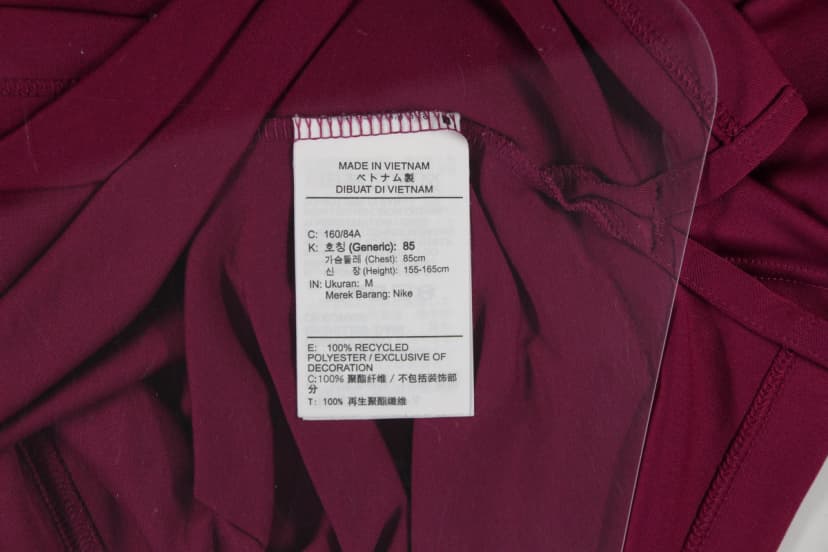 MADE IN VIETNAM
ベトナム製
DIBUAT DI VIETNAM
C: 160/84A
K: 호칭 (Generic): 85
가슴둘레 (Chest): 85cm
신 장 (Height): 155-165cm
IN: Ukuran: M
Merek Barang: Nike
E: 100% RECYCLED
POLYESTER / EXCLUSIVE OF
DECORATION
C:100% 聚酯纤维 / 不包括装饰部
分
T: 100% 再生聚酯纖維